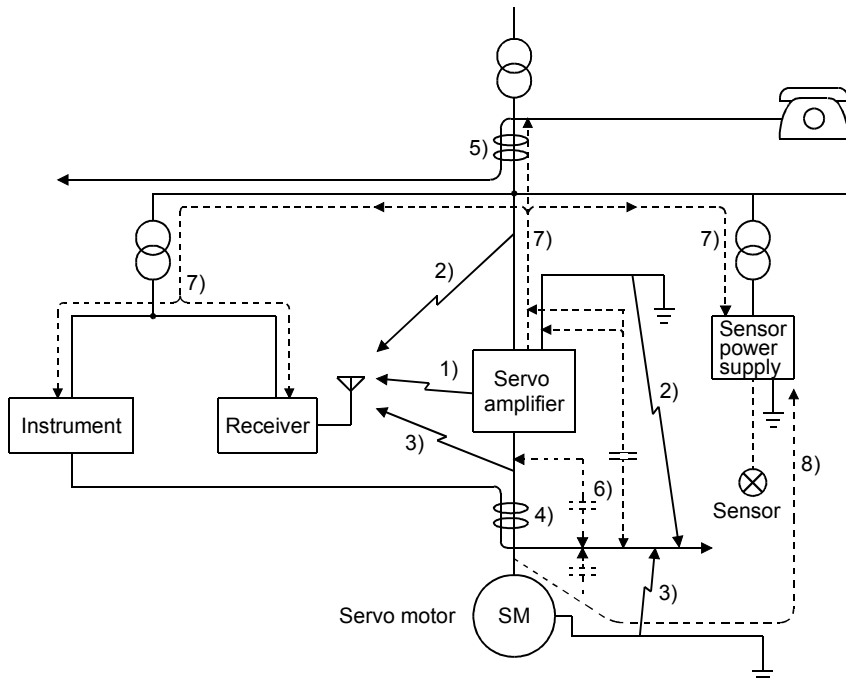 5)
2)
7)
7)
7)
Sensor
power
supply
1)
Servo
amplifier
2)
Instrument
Receiver
3)
8)
6)
4)
Sensor
3)
Servo motor
SM